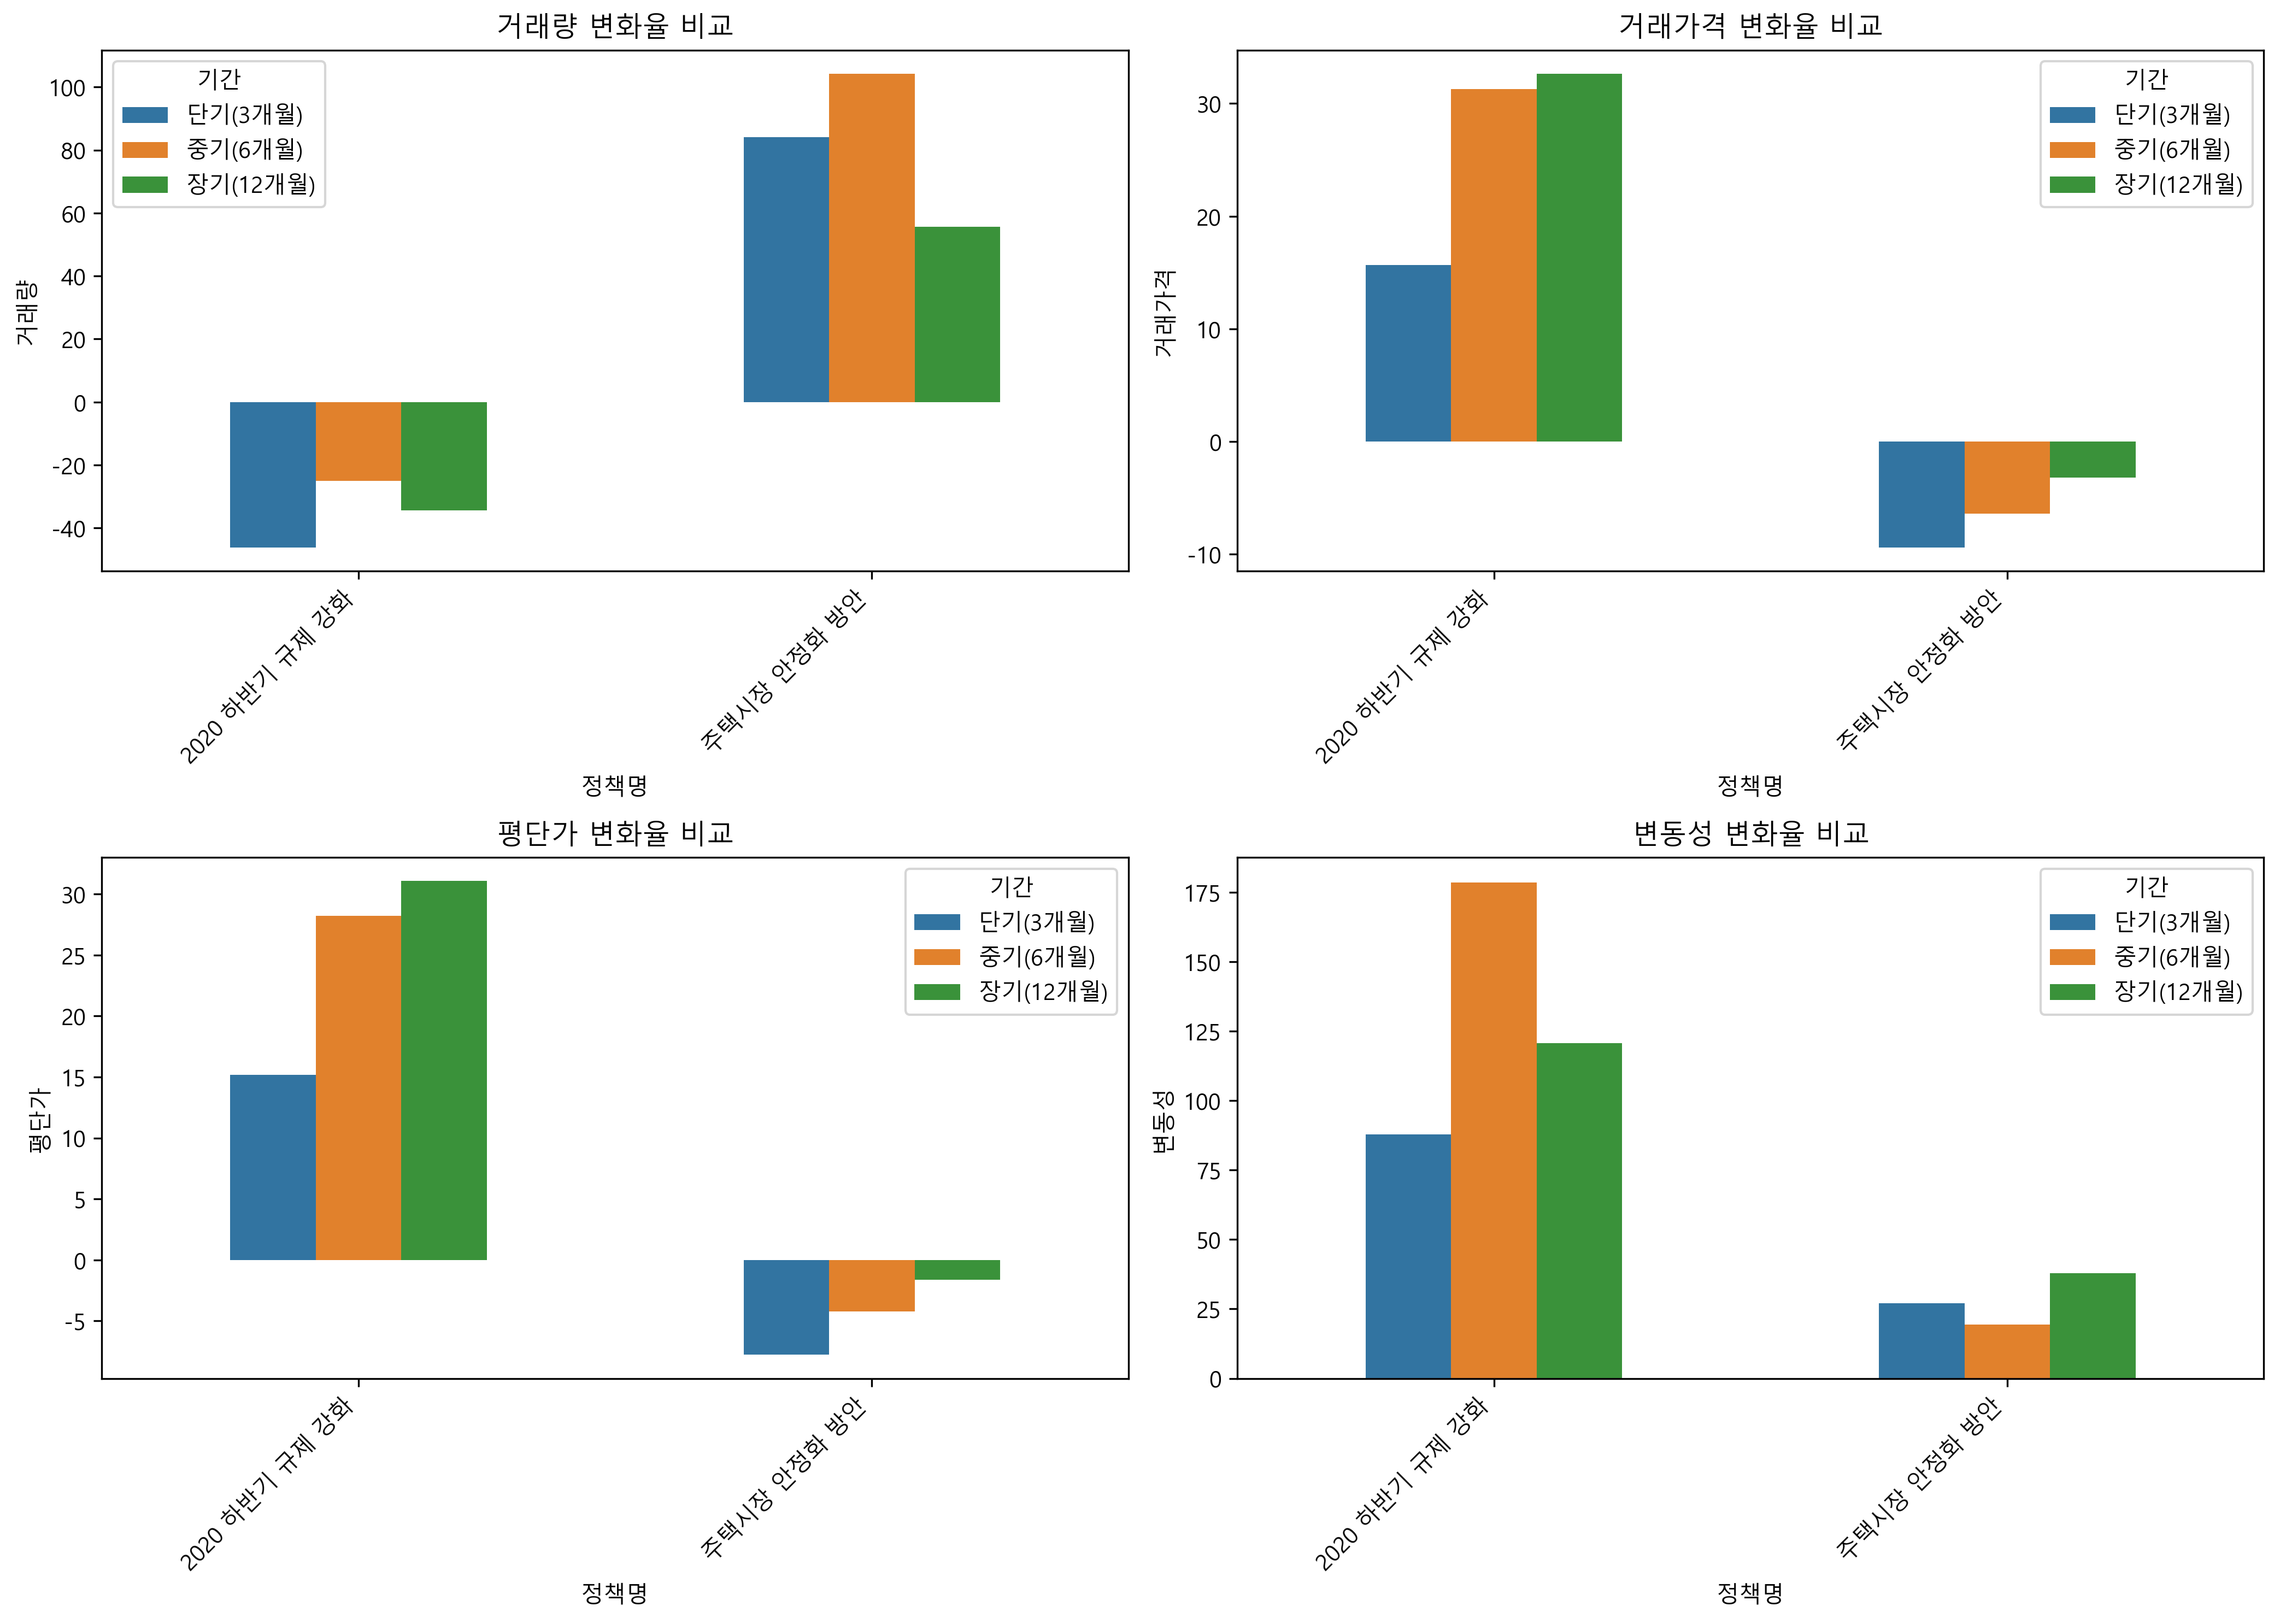 거래량 변화율 비교
기간
단기(3개월)
중기(6개월)
장기(12개월)
거래량
100
80
60
40
20
0
-20
-40
2020 하반기 규제 강화
주택시장 안정화 방안
정책명
거래가격 변화율 비교
기간
단기(3개월)
중기(6개월)
장기(12개월)
거래가격
30
20
10
0
-10
2020 하반기 규제 강화
주택시장 안정화 방안
정책명
평단가 변화율 비교
기간
단기(3개월)
중기(6개월)
장기(12개월)
평단가
30
25
20
15
10
5
0
-5
2020 하반기 규제 강화
주택시장 안정화 방안
정책명
변동성 변화율 비교
기간
단기(3개월)
중기(6개월)
장기(12개월)
변동성
175
150
125
100
75
50
25
0
2020 하반기 규제 강화
주택시장 안정화 방안
정책명